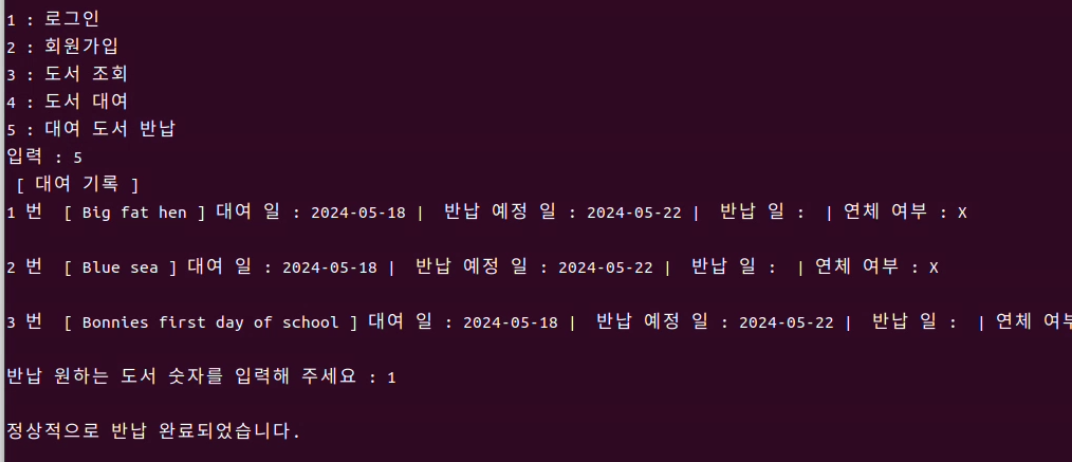 1 : 로그인
2 : 회원가입
3 : 도서 조회
4 : 도서 대여
5 : 대여 도서 반납
입력 : 5
[ 대여 기록 ]
1 번 [ Big fat hen ] 대여 일 : 2024-05-18 | 반납 예정 일 : 2024-05-22 | 반납 일 : | 연체 여부 : X
2 번 [ Blue sea ] 대여 일 : 2024-05-18 | 반납 예정 일 : 2024-05-22 | 반납 일 : | 연체 여부 : X
3 번 [ Bonnies first day of school ] 대여 일 : 2024-05-18 | 반납 예정 일 : 2024-05-22 | 반납 일 : | 연체 여부
반납 원하는 도서 숫자를 입력해 주세요 : 1
정상적으로 반납 완료되었습니다.